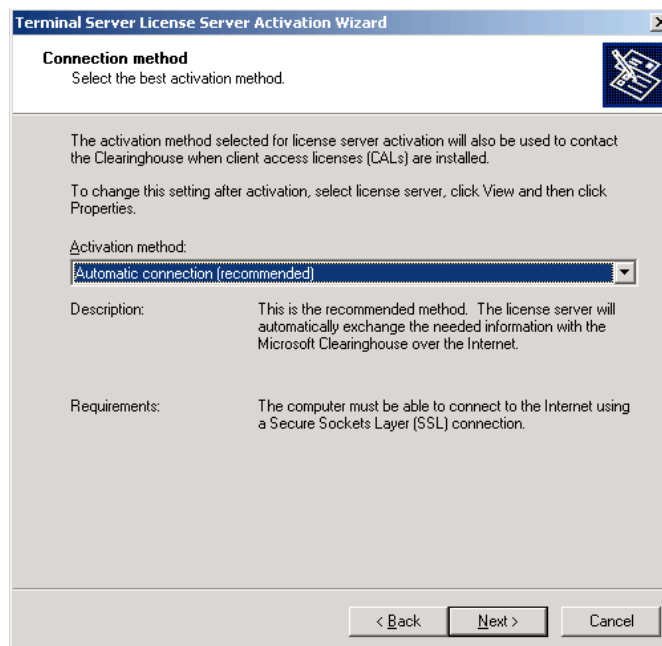 Terminal Server License Server Activation Wizard
Connection method
Select the best activation method.
The activation method selected for license server activation will also be used to contact
the Clearinghouse when client access licenses (CALs) are installed.
To change this setting after activation, select license server, click View and then click
Properties.
Activation method:
Automatic connection (recommended)
Description:
This is the recommended method. The license server will
automatically exchange the needed information with the
Microsoft Clearinghouse over the Internet.
Requirements:
The computer must be able to connect to the Internet using
a Secure Sockets Layer (SSL) connection.
< Back
Next >
Cancel